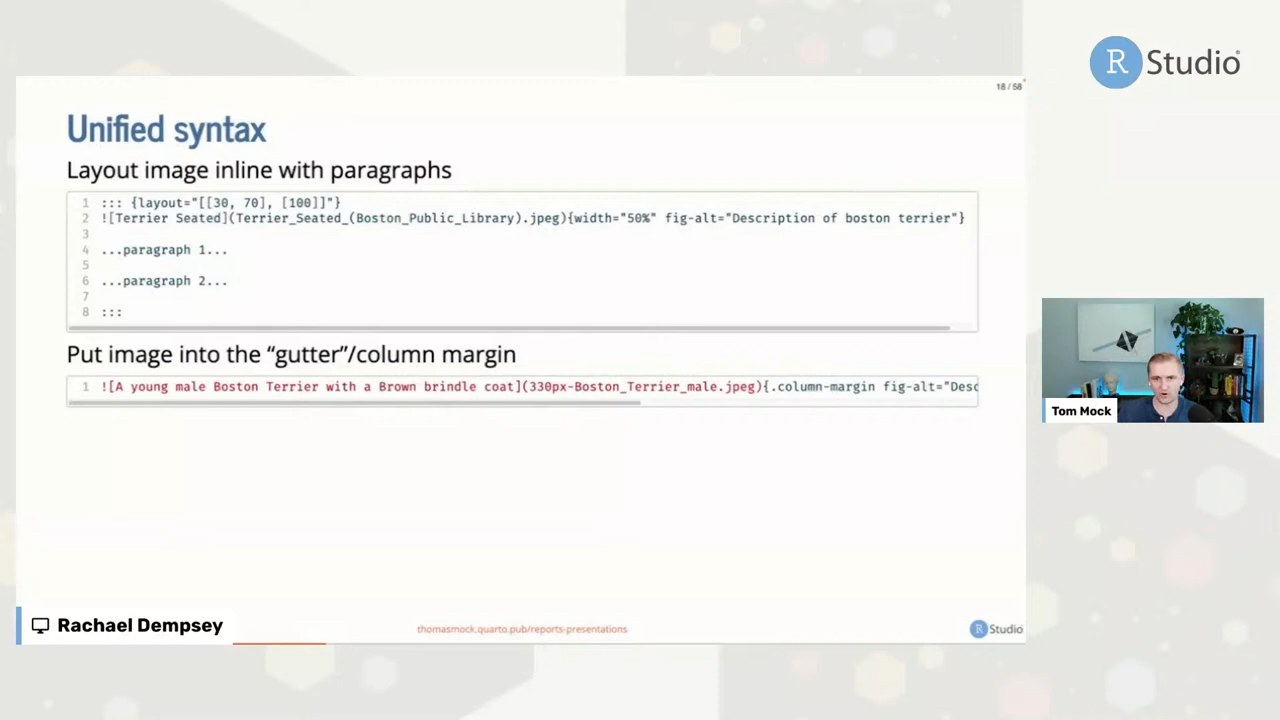 R Studio
18 / 58
Unified syntax
Layout image inline with paragraphs
1 ::: {layout="[[30, 70], [100]]"}
2 ![Terrier Seated](Terrier_Seated_(Boston_Public_Library).jpeg){width="50%" fig-alt="Description of boston terrier"}
3
4 ...paragraph 1...
5
6 ...paragraph 2...
7
8 :::
Put image into the “gutter”/column margin
1 ![A young male Boston Terrier with a Brown brindle coat](330px-Boston_Terrier_male.jpeg){.column-margin fig-alt="Desc
Tom Mock
Rachael Dempsey
thomasmock.quarto.pub/reports-presentations
R Studio